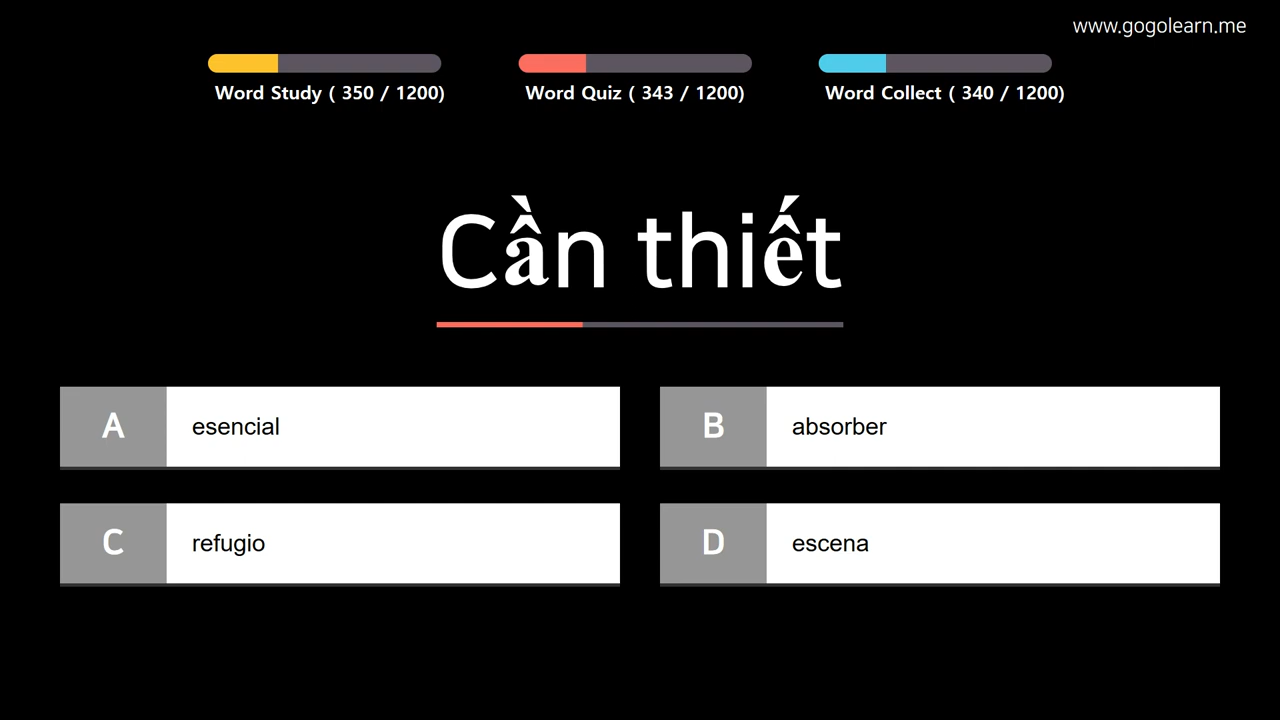 www.gogolearn.me
Word Study ( 350 / 1200)
Word Quiz ( 343 / 1200)
Word Collect ( 340 / 1200)
Cần thiết
A esencial
B absorber
C refugio
D escena